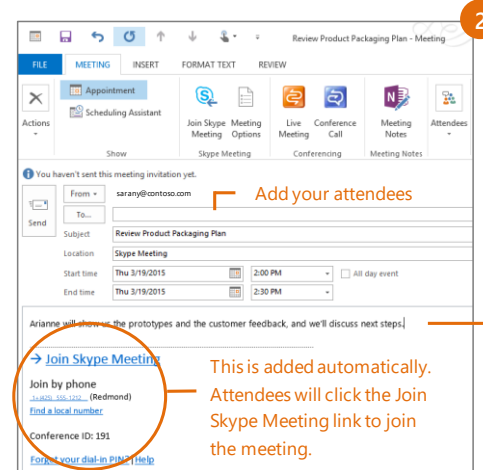 2
Review Product Packaging Plan - Meeting
FILE MEETING INSERT FORMAT TEXT REVIEW
Actions
Appointment
Scheduling Assistant
Show
Join Skype Meeting
Meeting Options
Skype Meeting
Live Meeting
Conference Call
Conferencing
Meeting Notes
Meeting Notes
Attendees
You haven't sent this meeting invitation yet.
Send
From sarany@contoso.com
Add your attendees
To...
Subject Review Product Packaging Plan
Location Skype Meeting
Start time Thu 3/19/2015 2:00 PM All day event
End time Thu 3/19/2015 2:30 PM
Arianne will show us the prototypes and the customer feedback, and we'll discuss next steps.
→ Join Skype Meeting
Join by phone
1+(425) 555-1212 (Redmond)
Find a local number
Conference ID: 191
Forgot your dial-in PIN? | Help
This is added automatically.
Attendees will click the Join
Skype Meeting link to join
the meeting.